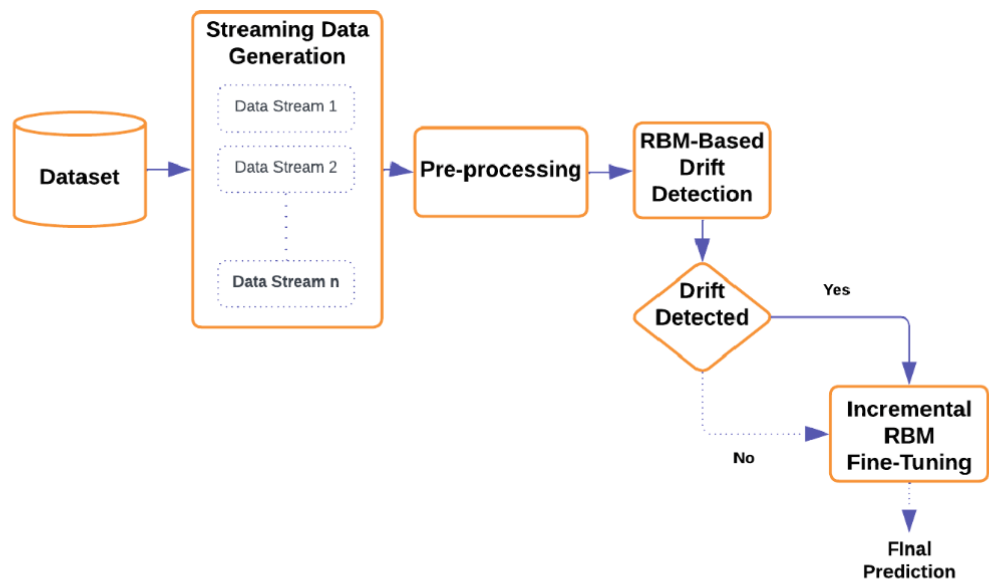 Streaming Data
Generation
Data Stream 1
Data Stream 2
Data Stream n
Dataset
Pre-processing
RBM-Based
Drift
Detection
Drift
Detected
Yes
No
Incremental
RBM
Fine-Tuning
FInal
Prediction